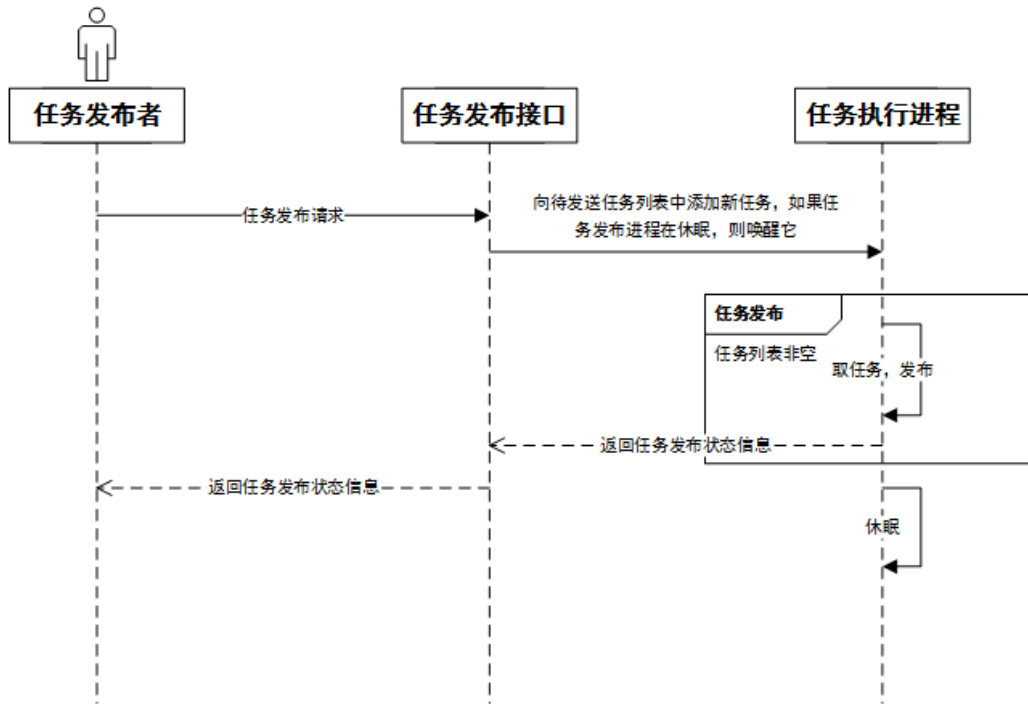 任务发布者
任务发布接口
任务执行进程
任务发布请求
向待发送任务列表中添加新任务，如果任
务发布进程在休眠，则唤醒它
任务发布
任务列表非空
取任务，发布
返回任务发布状态信息
返回任务发布状态信息
休眠